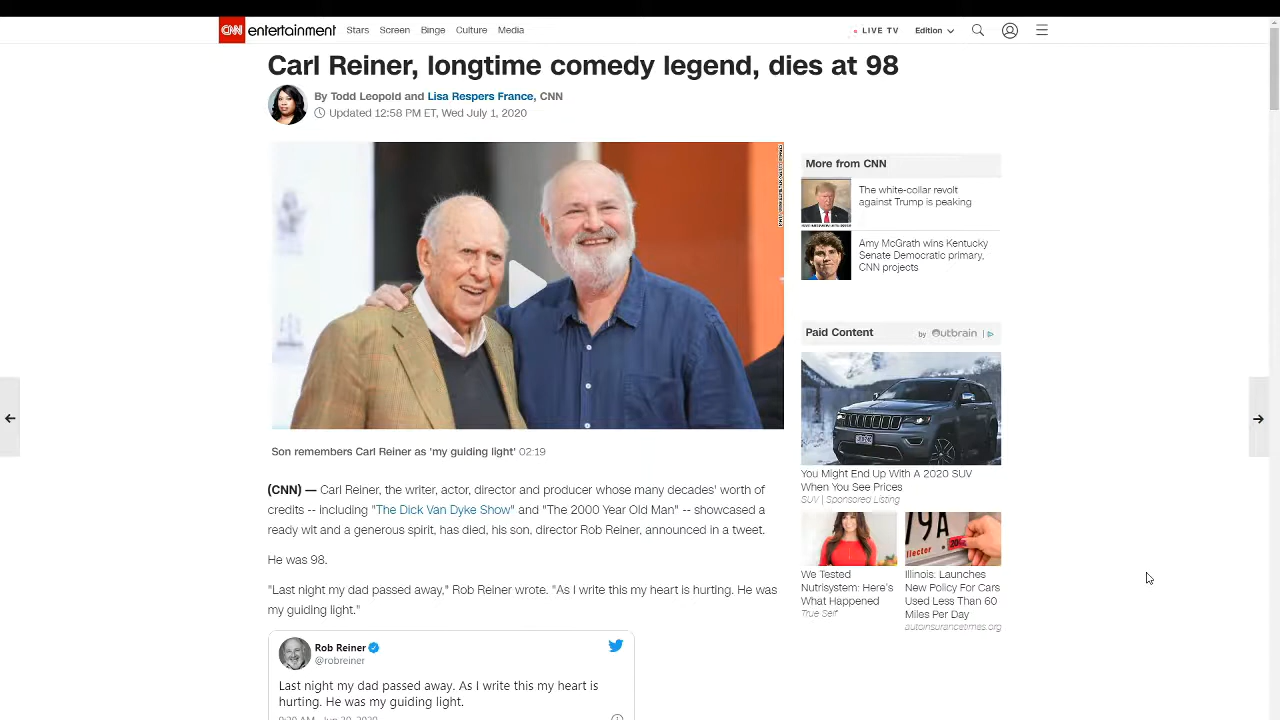 CNN entertainment Stars Screen Binge Culture Media LIVE TV Edition
Carl Reiner, longtime comedy legend, dies at 98
By Todd Leopold and Lisa Respers France, CNN
Updated 12:58 PM ET, Wed July 1, 2020
Son remembers Carl Reiner as 'my guiding light' 02:19
(CNN) — Carl Reiner, the writer, actor, director and producer whose many decades' worth of
credits -- including "The Dick Van Dyke Show" and "The 2000 Year Old Man" -- showcased a
ready wit and a generous spirit, has died, his son, director Rob Reiner, announced in a tweet.
He was 98.
"Last night my dad passed away," Rob Reiner wrote. "As I write this my heart is hurting. He was
my guiding light."
Rob Reiner
@robreiner
Last night my dad passed away. As I write this my heart is
hurting. He was my guiding light.
More from CNN
The white-collar revolt
against Trump is peaking
Amy McGrath wins Kentucky
Senate Democratic primary,
CNN projects
Paid Content by Outbrain
You Might End Up With A 2020 SUV
When You See Prices
SUV | Sponsored Listing
79A
llector
We Tested
Nutrisystem: Here's
What Happened
True Self
Illinois: Launches
New Policy For Cars
Used Less Than 60
Miles Per Day
autoinsurancetimes.org